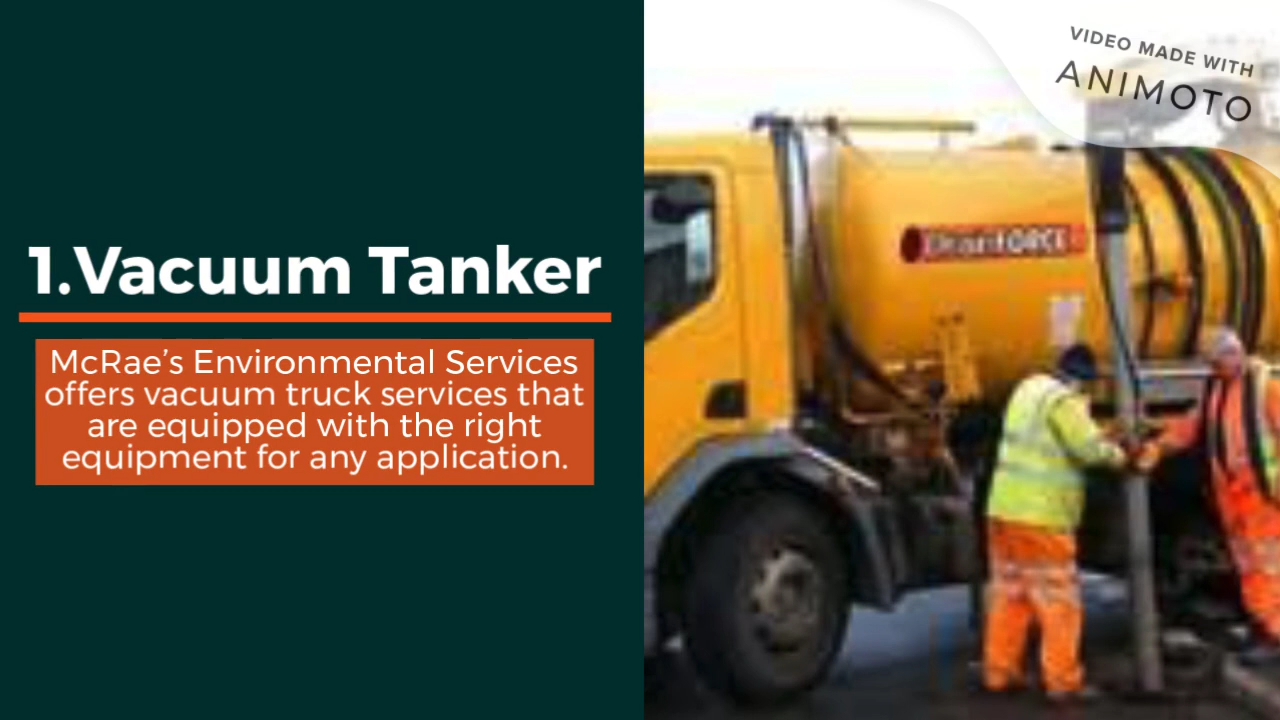 VIDEO MADE WITH
ANIMOTO
1.Vacuum Tanker
McRae's Environmental Services
offers vacuum truck services that
are equipped with the right
equipment for any application.